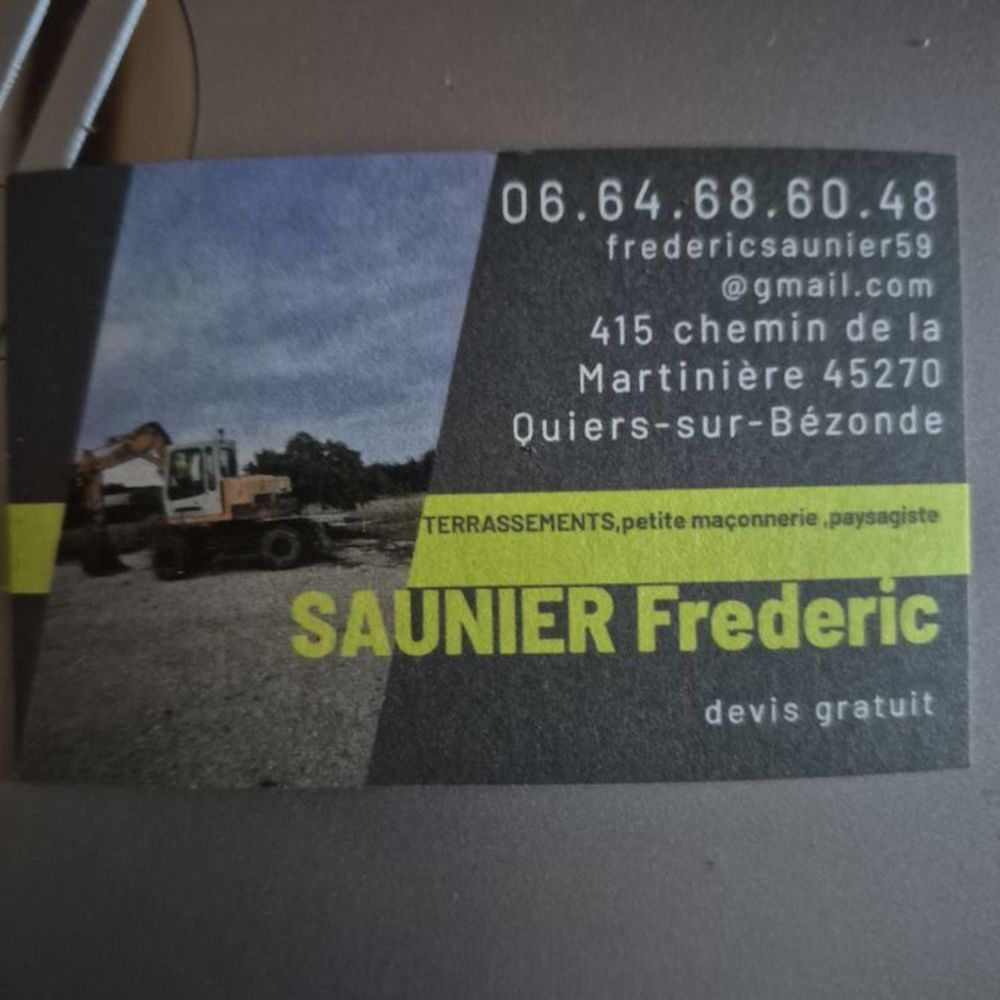 06.64.68.60.48
fredericsaunier59
@gmail.com
415 chemin de la
Martinière 45270
Quiers-sur-Bézonde
TERRASSEMENTS,petite maçonnerie ,paysagiste
SAUNIER Frederic
devis gratuit